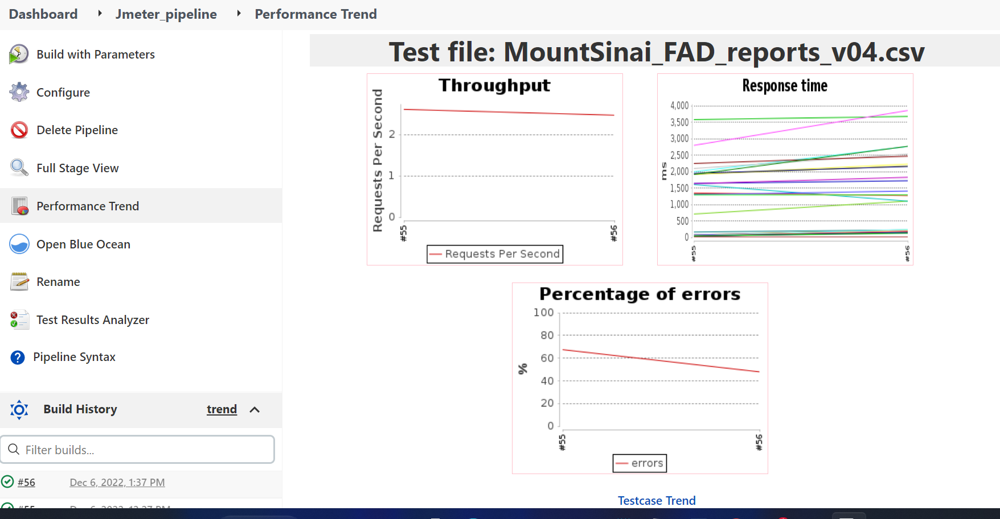 Dashboard Jmeter_pipeline Performance Trend
Build with Parameters
Configure
Delete Pipeline
Full Stage View
Performance Trend
Open Blue Ocean
Rename
Test Results Analyzer
Pipeline Syntax
Build History trend
Filter builds...
#56 Dec 6, 2022, 1:37 PM
Test file: MountSinai_FAD_reports_v04.csv
Throughput
Requests Per Second
2
1
0
#55 #56
Requests Per Second
Response time
ms
4,000
3,500
3,000
2,500
2,000
1,500
1,000
500
0
#55 #56
Percentage of errors
%
100
80
60
40
20
0
#55 #56
errors
Testcase Trend